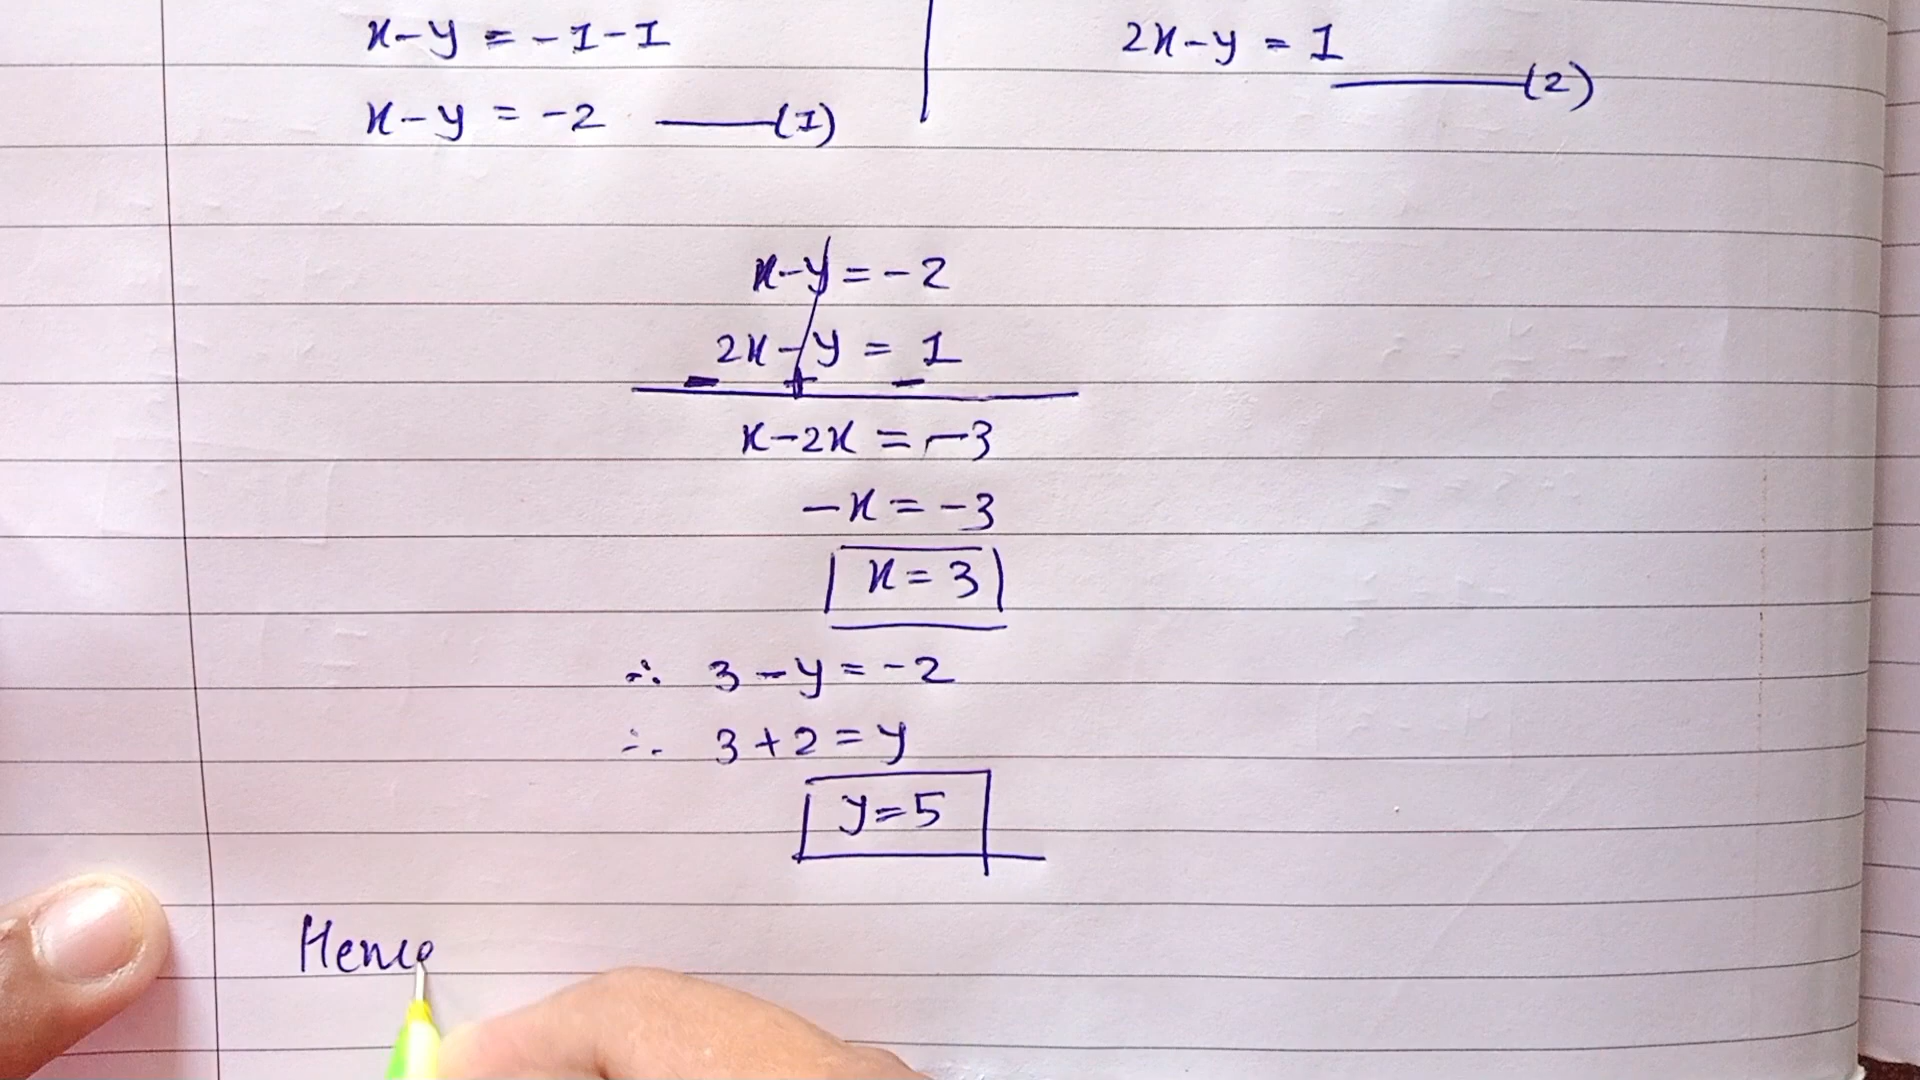 x-y = -1-1
x-y = -2 ——(1)
2x-y = 1
——(2)
x-y = -2
2x-y = 1
- + -
x-2x = -3
-x = -3
x = 3
∴ 3-y = -2
∴ 3+2 = y
y = 5
Hence